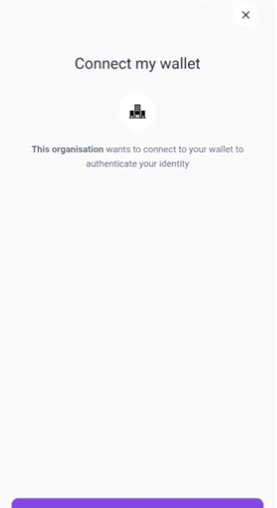 Connect my wallet
This organisation wants to connect to your wallet to
authenticate your identity